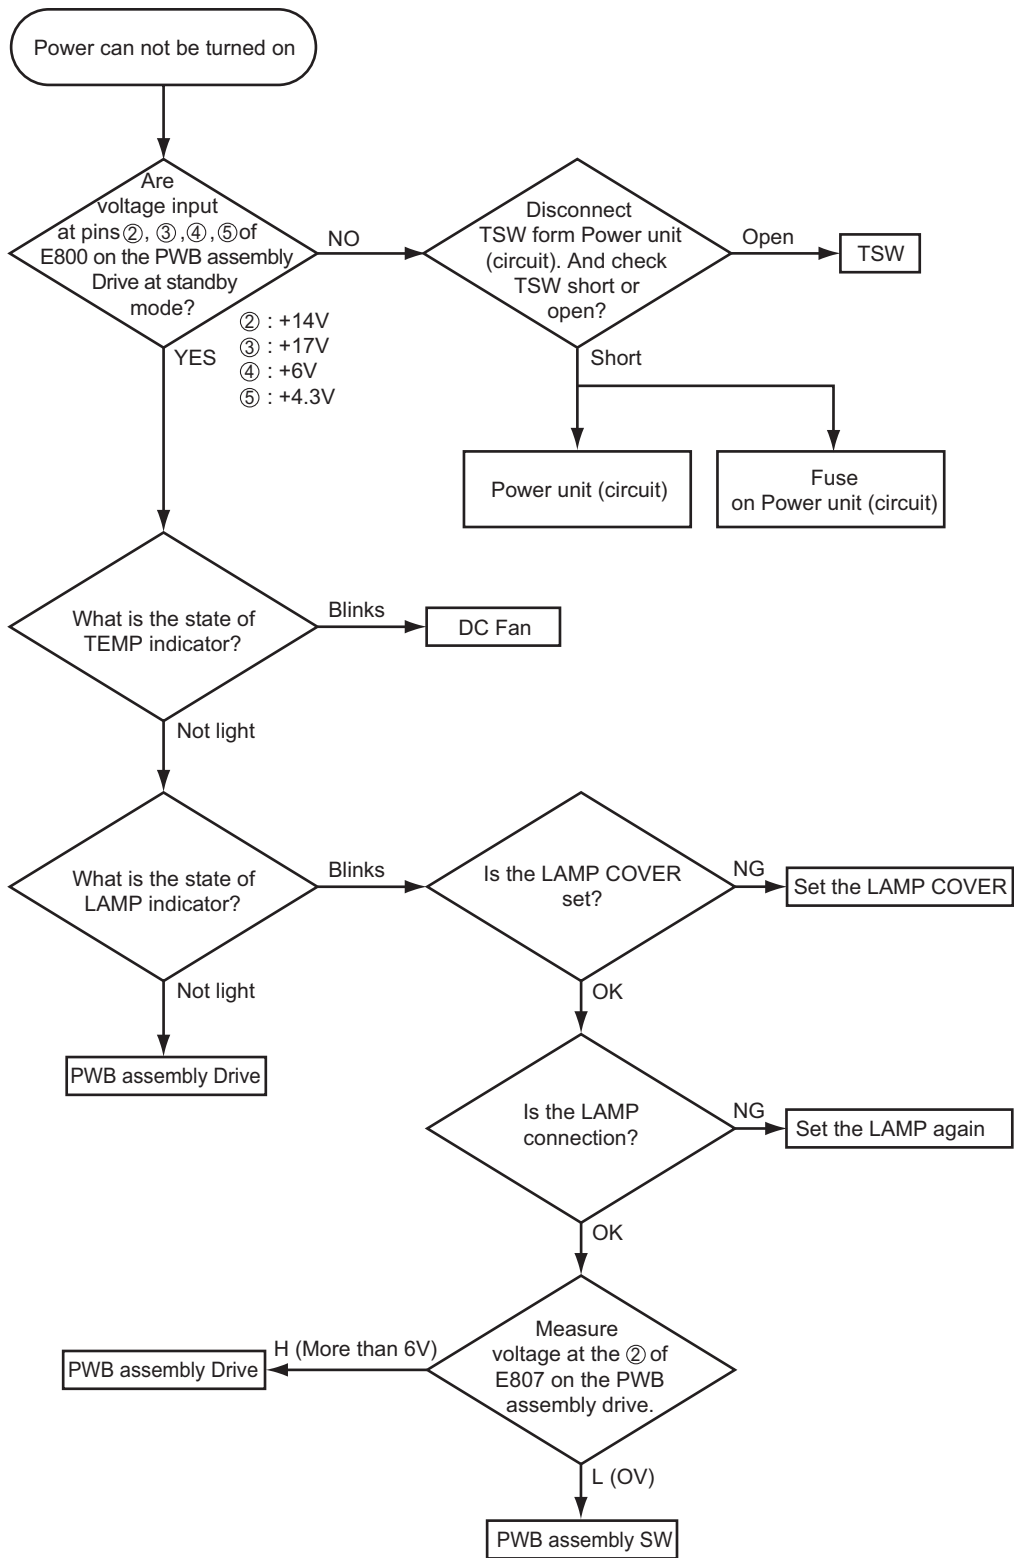 Power can not be turned on
Are
voltage input
at pins②, ③,④,⑤of
E800 on the PWB assembly
Drive at standby
mode?
NO
Disconnect
TSW form Power unit
(circuit). And check
TSW short or
open?
Open
TSW
② : +14V
③ : +17V
④ : +6V
⑤ : +4.3V
YES
Short
Power unit (circuit)
Fuse
on Power unit (circuit)
What is the state of
TEMP indicator?
Blinks
DC Fan
Not light
What is the state of
LAMP indicator?
Blinks
Is the LAMP COVER
set?
NG
Set the LAMP COVER
Not light
OK
PWB assembly Drive
Is the LAMP
connection?
NG
Set the LAMP again
OK
Measure
voltage at the ② of
E807 on the PWB
assembly drive.
H (More than 6V)
PWB assembly Drive
L (OV)
PWB assembly SW